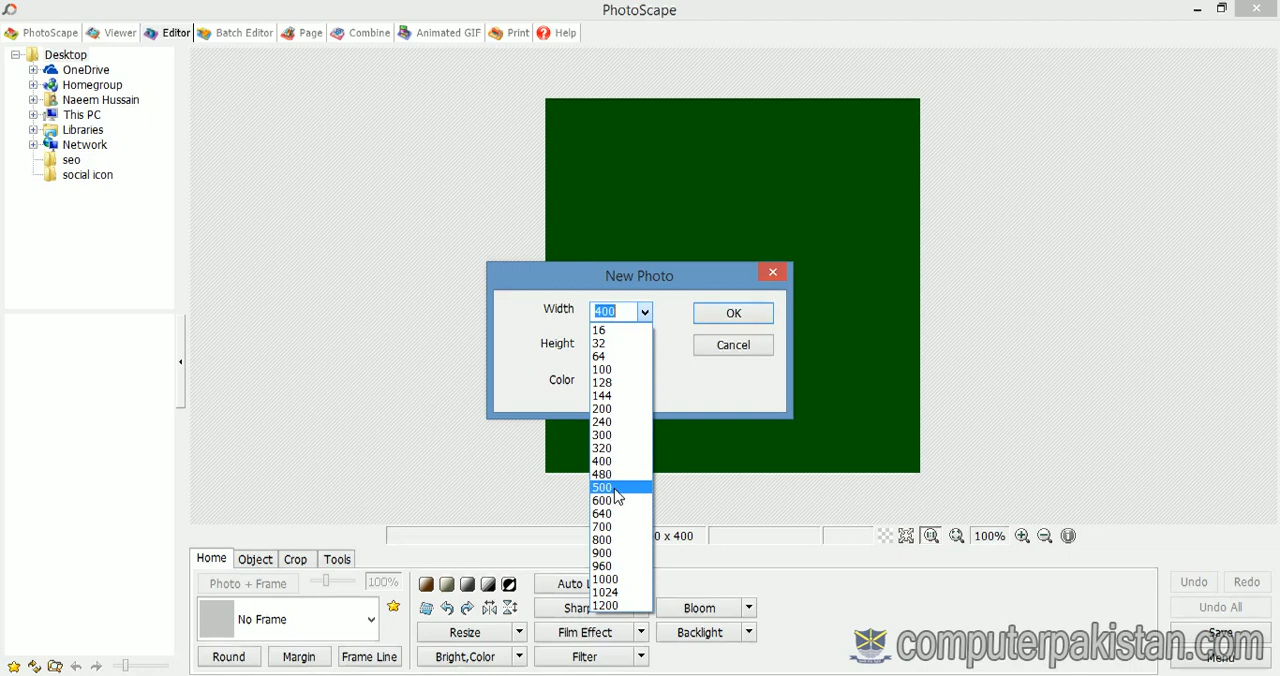 PhotoScape
PhotoScape Viewer Editor Batch Editor Page Combine Animated GIF Print Help
Desktop
OneDrive
Homegroup
Naeem Hussain
This PC
Libraries
Network
seo
social icon
New Photo
Width 400 OK
Height Cancel
Color
16
32
64
100
128
144
200
240
300
320
400
480
500
600
640
700
800
900
960
1000
1024
1200
0 x 400 100%
Home Object Crop Tools
Photo + Frame 100% Auto L Undo Redo
No Frame Sharp Bloom Undo All
Resize Film Effect Backlight Save
Round Margin Frame Line Bright,Color Filter Menu
computerpakistan.com